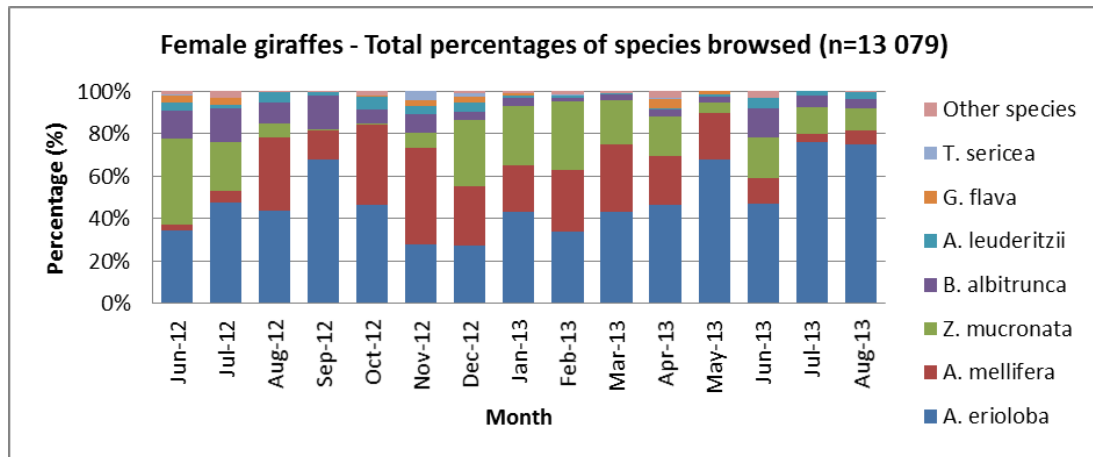 Female giraffes - Total percentages of species browsed (n=13 079)
Percentage (%)
100%
80%
60%
40%
20%
0%
Jun-12
Jul-12
Aug-12
Sep-12
Oct-12
Nov-12
Dec-12
Jan-13
Feb-13
Mar-13
Apr-13
May-13
Jun-13
Jul-13
Aug-13
Month
Other species
T. sericea
G. flava
A. leuderitzii
B. albitrunca
Z. mucronata
A. mellifera
A. erioloba